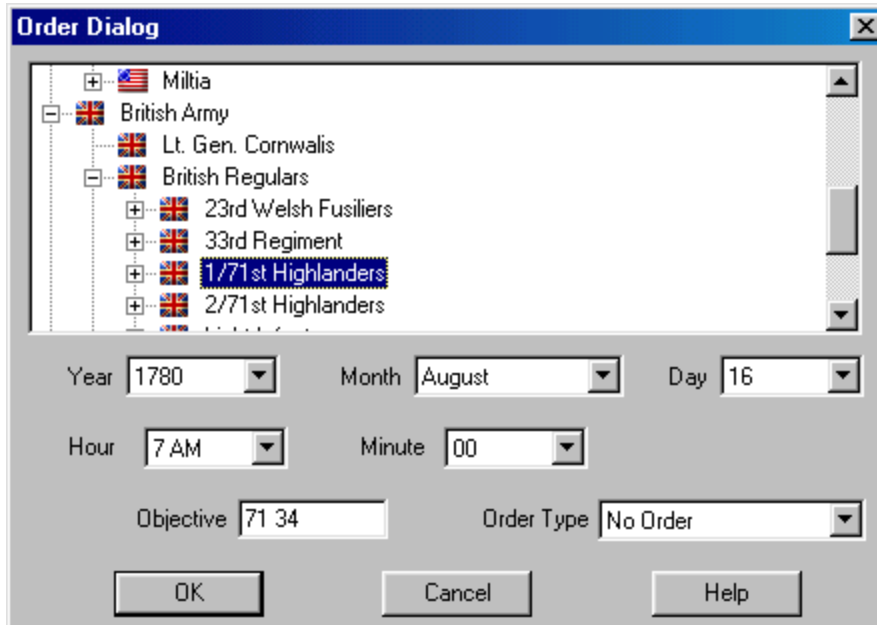 Order Dialog
Miltia
British Army
Lt. Gen. Cornwalis
British Regulars
23rd Welsh Fusiliers
33rd Regiment
1/71st Highlanders
2/71st Highlanders
Year 1780 Month August Day 16
Hour 7 AM Minute 00
Objective 71 34 Order Type No Order
OK Cancel Help